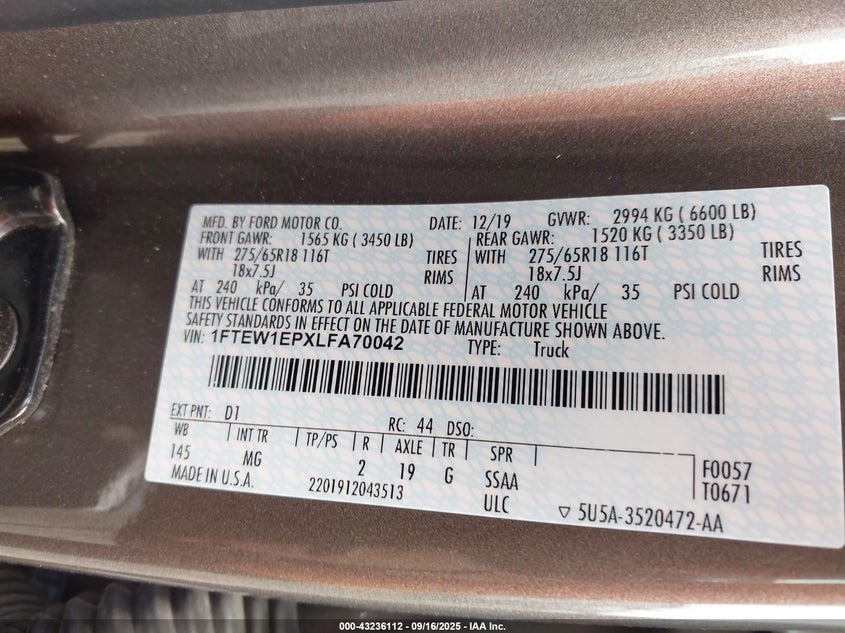 MFD. BY FORD MOTOR CO. DATE: 12/19 GVWR: 2994 KG ( 6600 LB)
FRONT GAWR: 1565 KG ( 3450 LB) REAR GAWR: 1520 KG ( 3350 LB)
WITH 275/65R18 116T TIRES WITH 275/65R18 116T TIRES
18x7.5J RIMS 18x7.5J RIMS
AT 240 kPa/ 35 PSI COLD AT 240 kPa/ 35 PSI COLD
THIS VEHICLE CONFORMS TO ALL APPLICABLE FEDERAL MOTOR VEHICLE
SAFETY STANDARDS IN EFFECT ON THE DATE OF MANUFACTURE SHOWN ABOVE.
VIN: 1FTEW1EPXLFA70042 TYPE: Truck
EXT PNT: D1 RC: 44 DSO:
WB INT TR TP/PS R AXLE TR SPR
145 MG 2 19 G SSAA F0057
MADE IN U.S.A. 2201912043513 ULC T0671
▽ 5U5A-3520472-AA
000-43236112 - 09/16/2025 - IAA Inc.